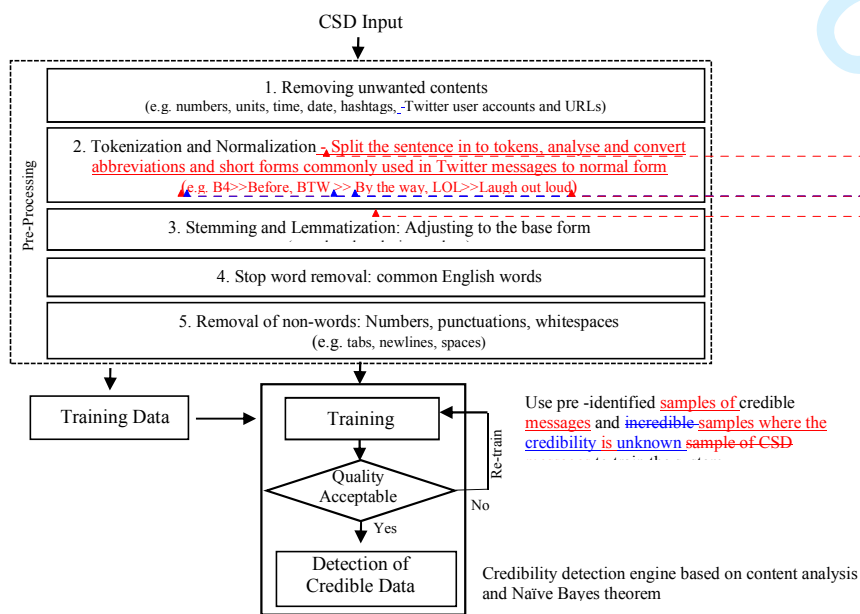 CSD Input
Pre-Processing
1. Removing unwanted contents
(e.g. numbers, units, time, date, hashtags, -Twitter user accounts and URLs)
2. Tokenization and Normalization - Split the sentence in to tokens, analyse and convert
abbreviations and short forms commonly used in Twitter messages to normal form
(e.g. B4>>Before, BTW >> By the way, LOL>>Laugh out loud)
3. Stemming and Lemmatization: Adjusting to the base form
4. Stop word removal: common English words
5. Removal of non-words: Numbers, punctuations, whitespaces
(e.g. tabs, newlines, spaces)
Training Data
Training
Re-train
Quality
Acceptable
No
Yes
Detection of
Credible Data
Use pre -identified samples of credible
messages and incredible samples where the
credibility is unknown sample of CSD
Credibility detection engine based on content analysis
and Naïve Bayes theorem